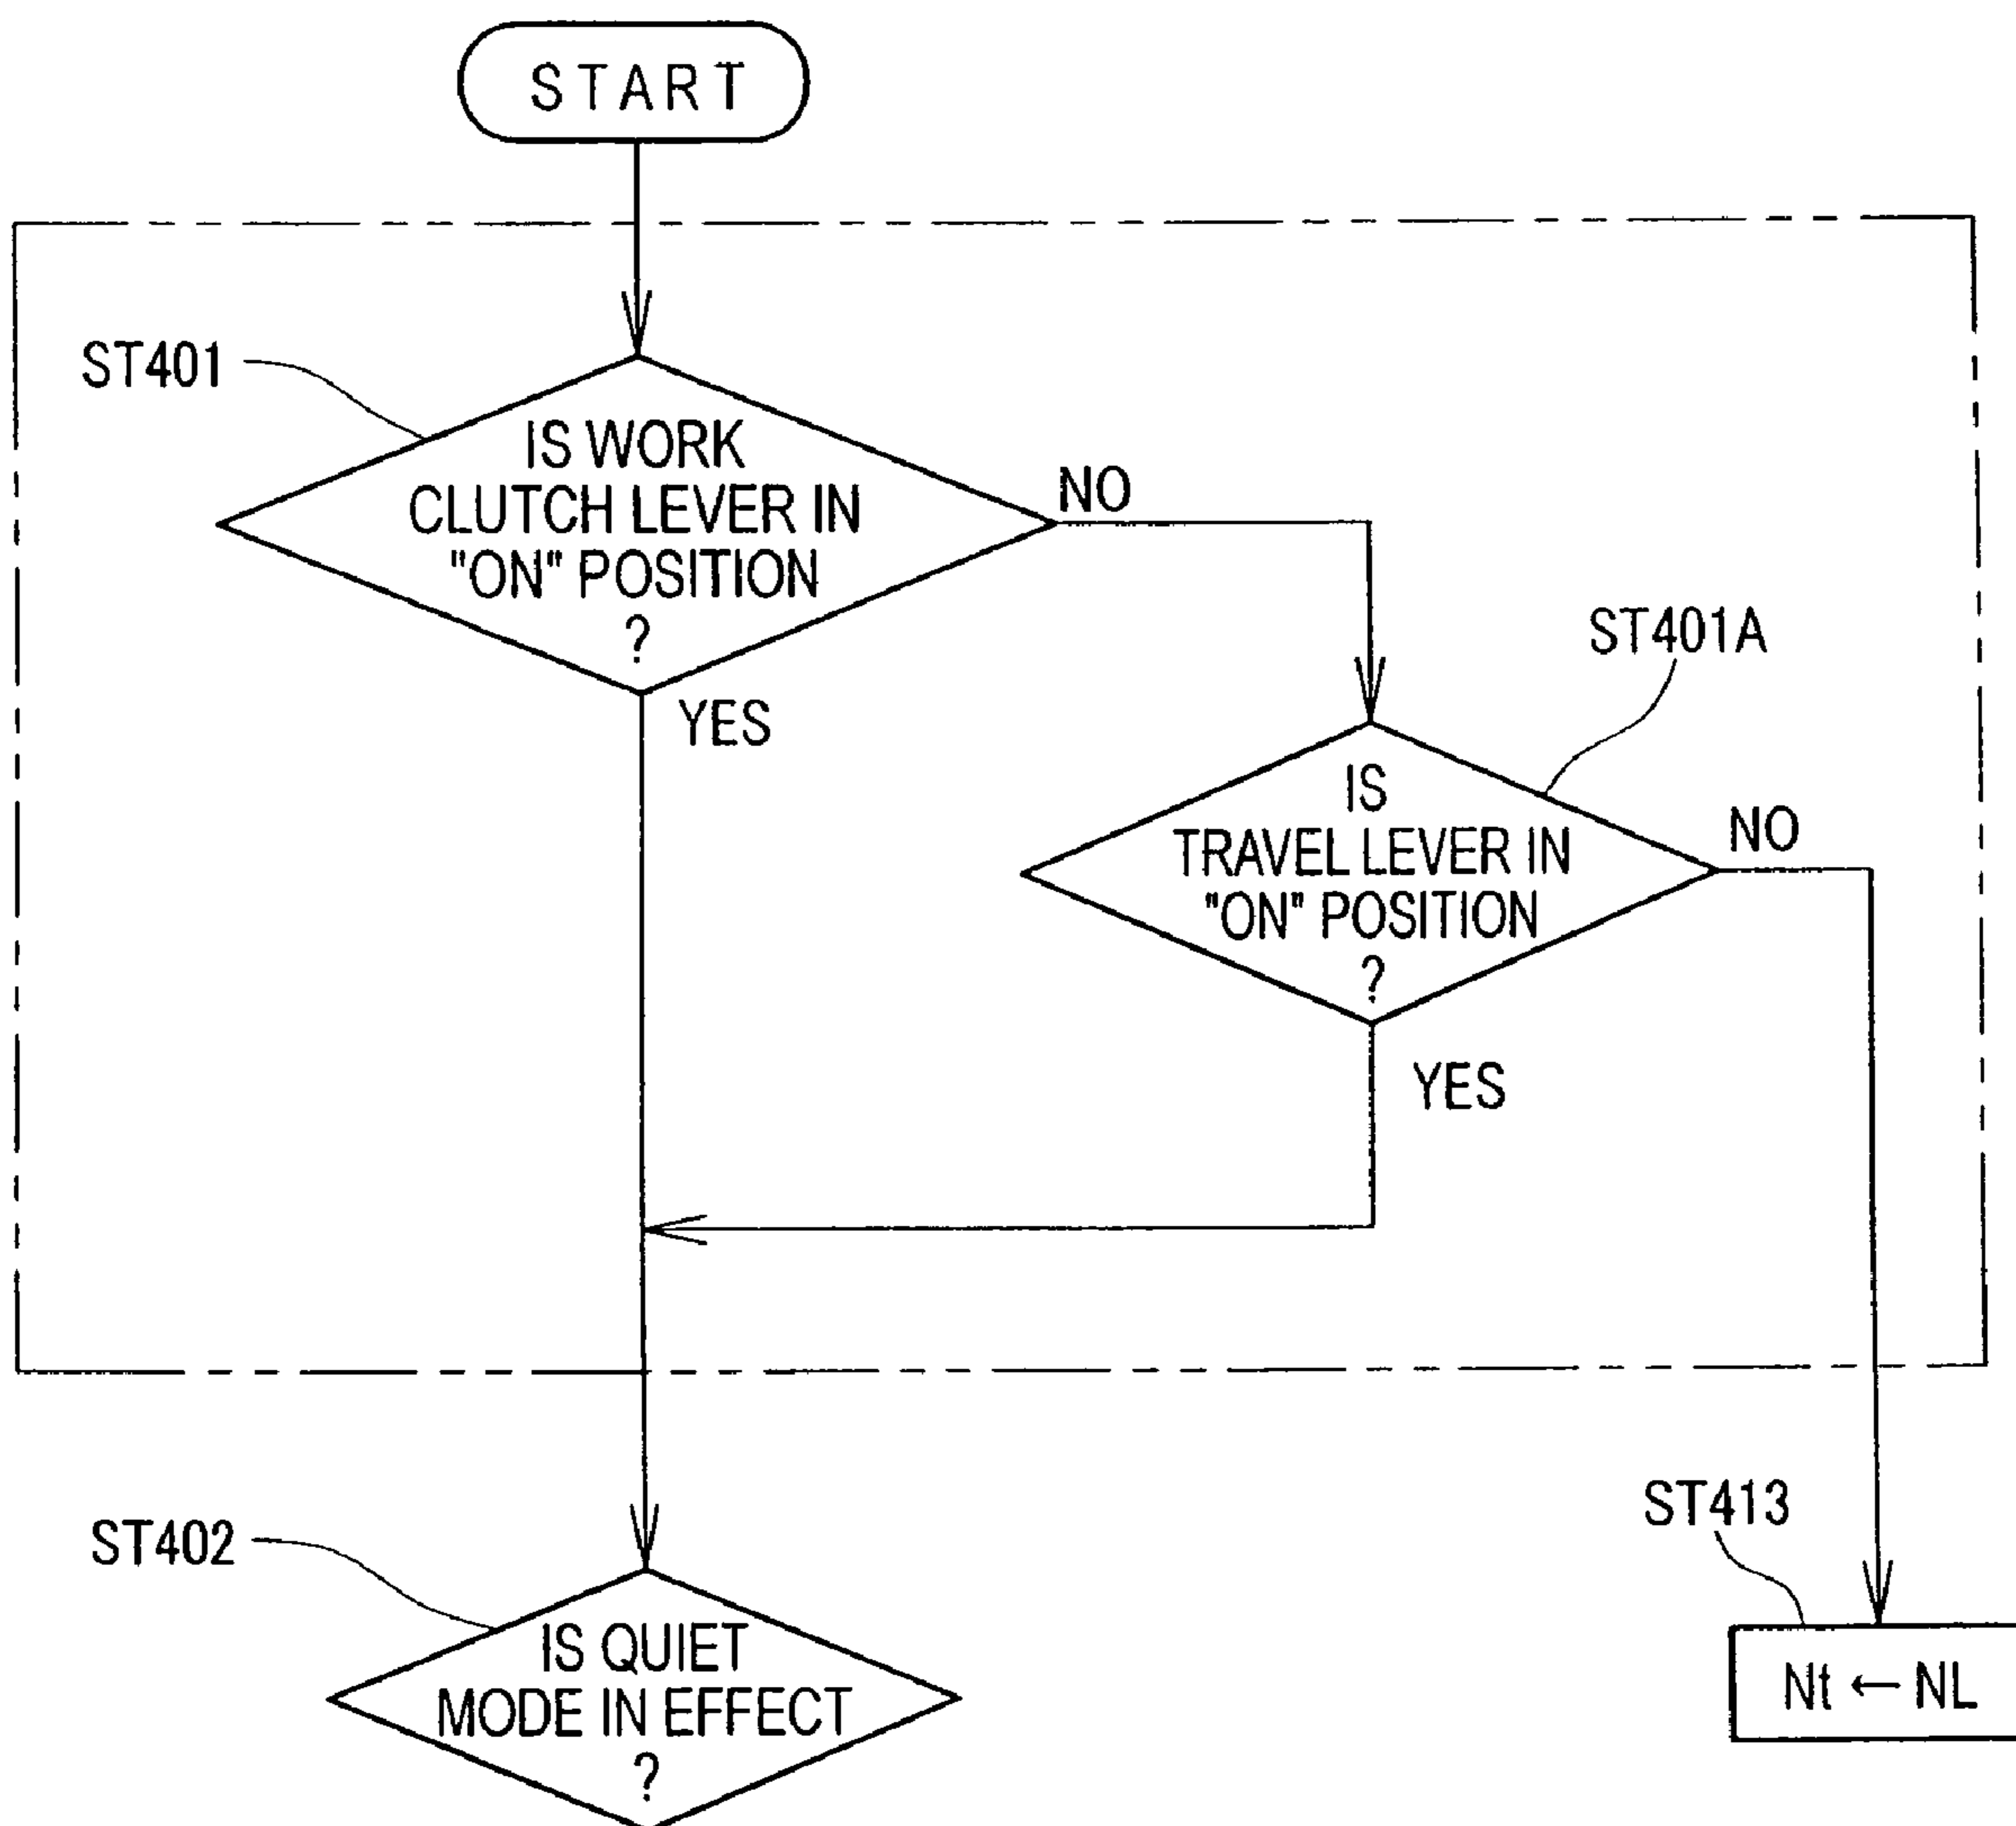 START
ST401
IS WORK
CLUTCH LEVER IN
"ON" POSITION
?
NO
YES
ST401A
IS
TRAVEL LEVER IN
"ON" POSITION
?
NO
YES
ST402
IS QUIET
MODE IN EFFECT
?
ST413
Nt ← NL